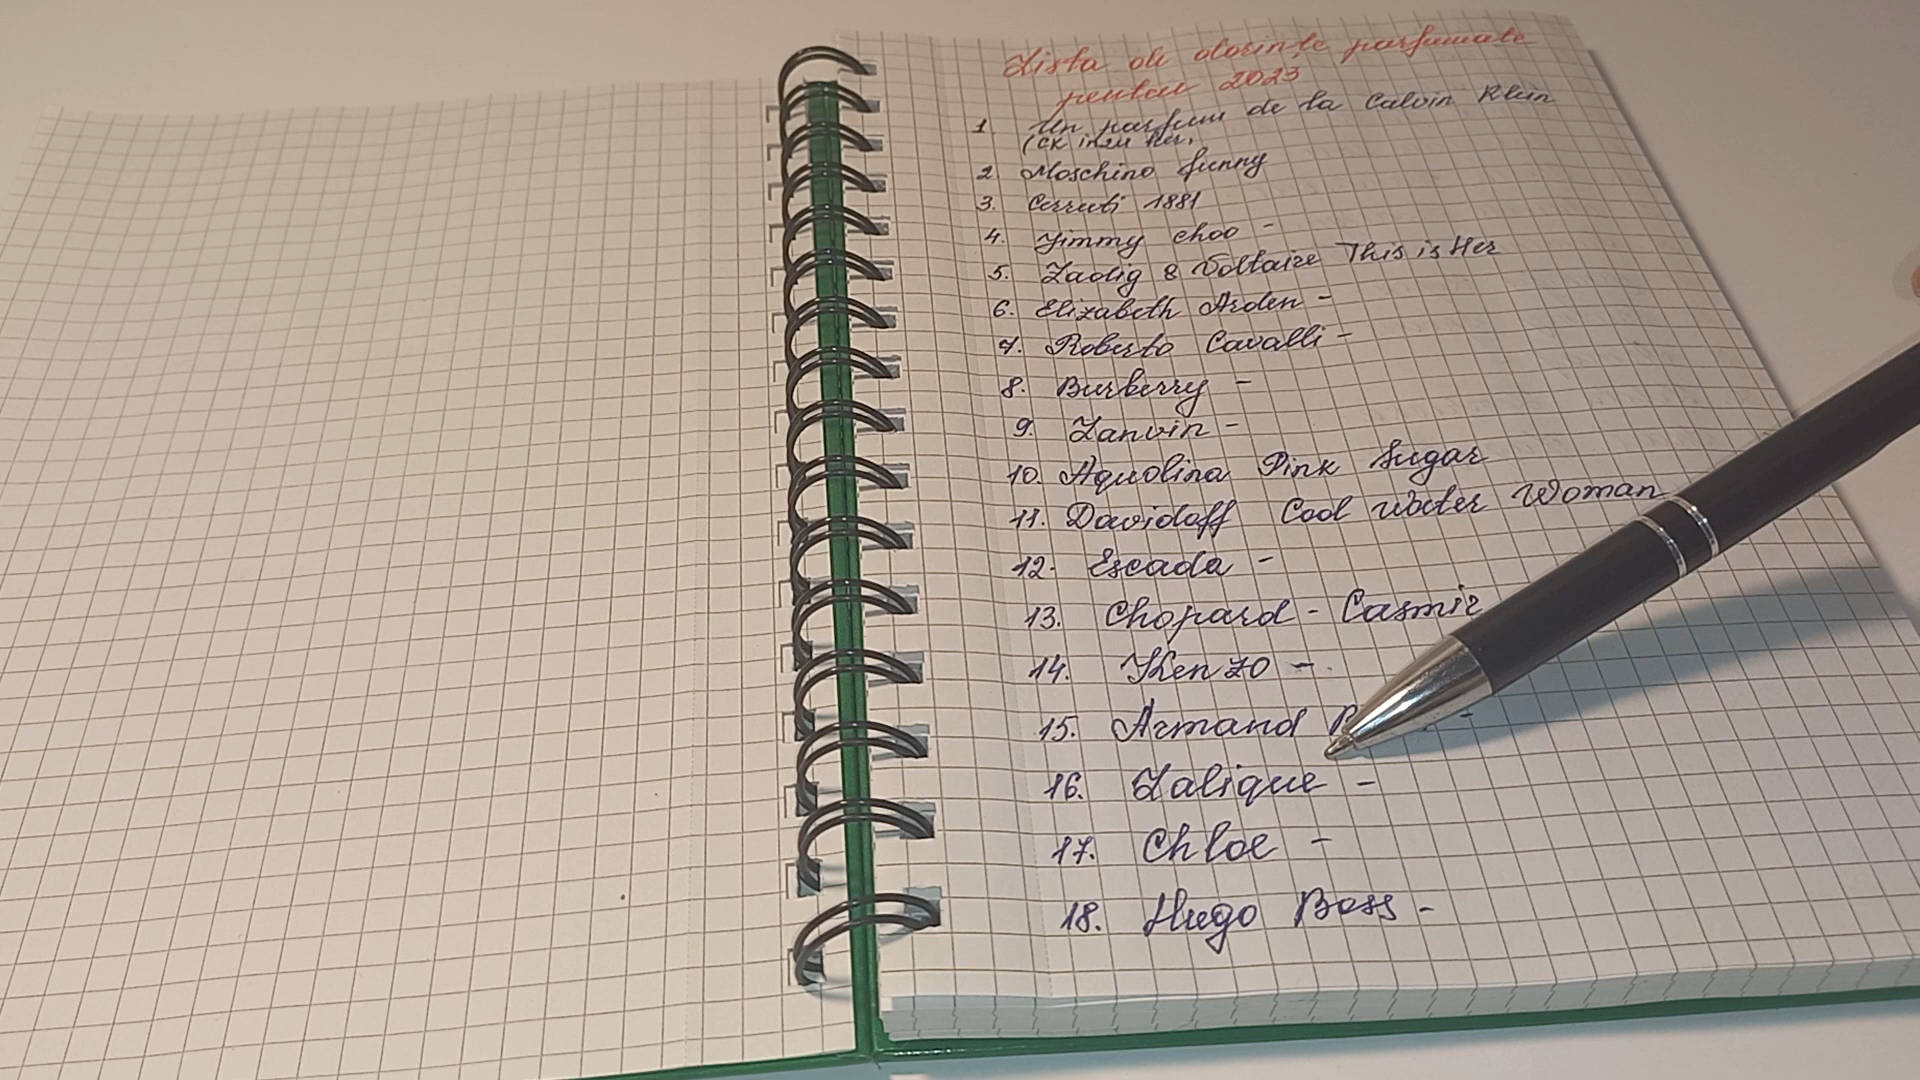 Lista de dorințe parfumate
pentru 2023
1. Un parfum de la Calvin Klein
(CK in2u her)
2. Moschino Funny
3. Cerruti 1881
4. Jimmy Choo -
5. Zadig & Voltaire This is Her
6. Elizabeth Arden -
7. Roberto Cavalli -
8. Burberry -
9. Lanvin -
10. Aquolina Pink Sugar
11. Davidoff Cool Water Woman
12. Escada -
13. Chopard - Casmir
14. Kenzo -
15. Armand -
16. Lalique -
17. Chloe -
18. Hugo Boss -